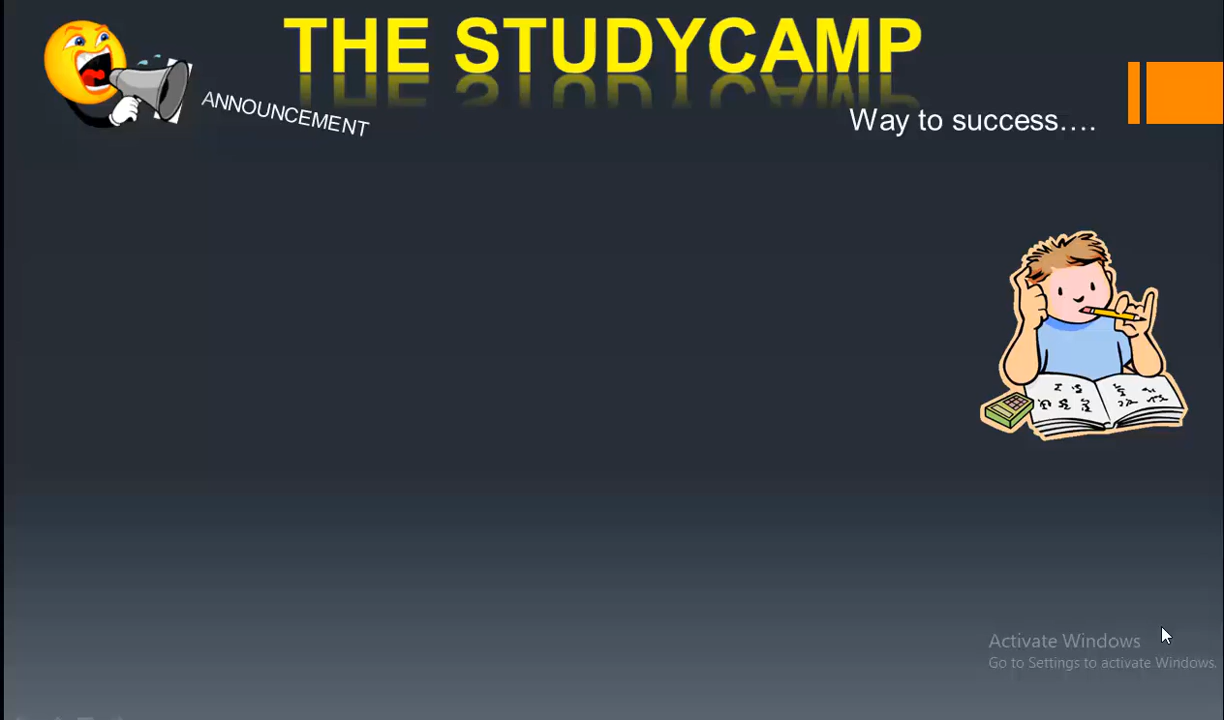 THE STUDYCAMP
ANNOUNCEMENT
Way to success....
Activate Windows
Go to Settings to activate Windows.